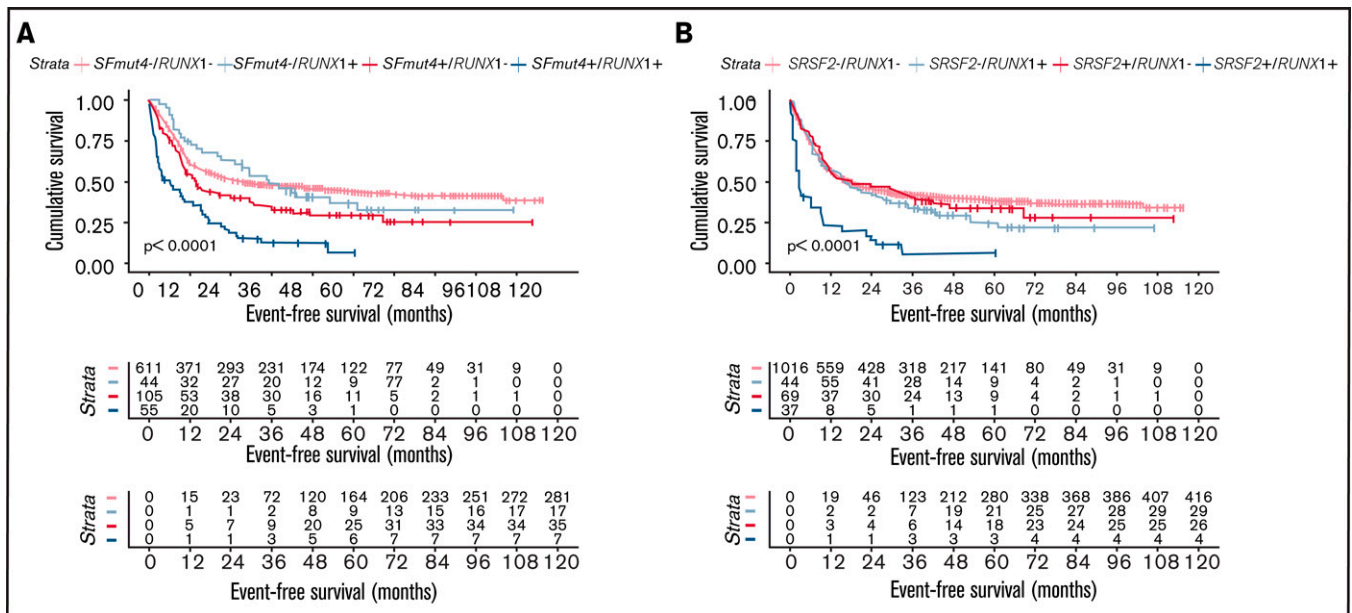 A
Strata SFmut4-/RUNX1- SFmut4-/RUNX1+ SFmut4+/RUNX1- SFmut4+/RUNX1+
Cumulative survival
1.00
0.75
0.50
0.25
0.00
p< 0.0001
0 12 24 36 48 60 72 84 96 108 120
Event-free survival (months)
Strata
611 371 293 231 174 122 77 49 31 9 0
44 32 27 20 12 9 77 2 1 0 0
105 53 38 30 16 11 5 2 1 1 0
55 20 10 5 3 1 0 0 0 0 0
0 12 24 36 48 60 72 84 96 108 120
Event-free survival (months)
Strata
0 15 23 72 120 164 206 233 251 272 281
0 1 1 2 8 9 13 15 16 17 17
0 5 7 9 20 25 31 33 34 34 35
0 1 1 3 5 6 7 7 7 7 7
0 12 24 36 48 60 72 84 96 108 120
Event-free survival (months)
B
Strata SRSF2-/RUNX1- SRSF2-/RUNX1+ SRSF2+/RUNX1- SRSF2+/RUNX1+
Cumulative survival
1.00
0.75
0.50
0.25
0.00
p< 0.0001
0 12 24 36 48 60 72 84 96 108 120
Event-free survival (months)
Strata
1016 559 428 318 217 141 80 49 31 9 0
44 55 41 28 14 9 4 2 1 0 0
69 37 30 24 13 9 4 2 1 1 0
37 8 5 1 1 1 0 0 0 0 0
0 12 24 36 48 60 72 84 96 108 120
Event-free survival (months)
Strata
0 19 46 123 212 280 338 368 386 407 416
0 2 2 7 19 21 25 27 28 29 29
0 3 4 6 14 18 23 24 25 25 26
0 1 1 3 3 3 4 4 4 4 4
0 12 24 36 48 60 72 84 96 108 120
Event-free survival (months)